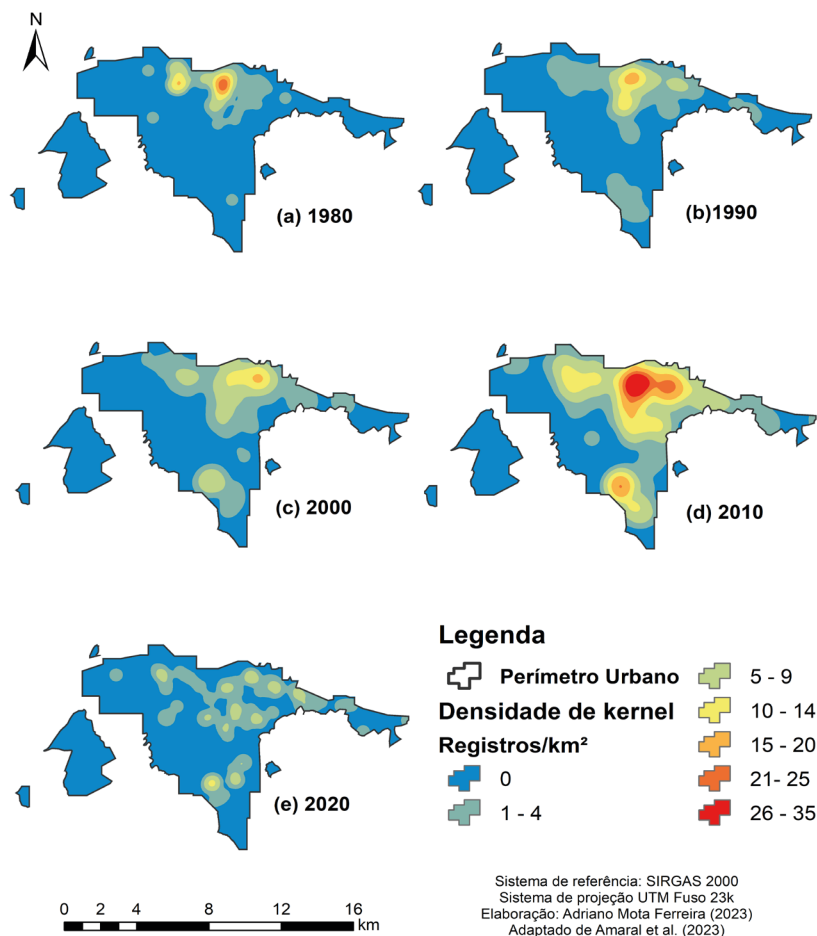 N
(a) 1980
(b)1990
(c) 2000
(d) 2010
(e) 2020
Legenda
Perímetro Urbano
Densidade de kernel
Registros/km²
0
1 - 4
5 - 9
10 - 14
15 - 20
21- 25
26 - 35
0 2 4 8 12 16
km
Sistema de referência: SIRGAS 2000
Sistema de projeção UTM Fuso 23k
Elaboração: Adriano Mota Ferreira (2023)
Adaptado de Amaral et al. (2023)